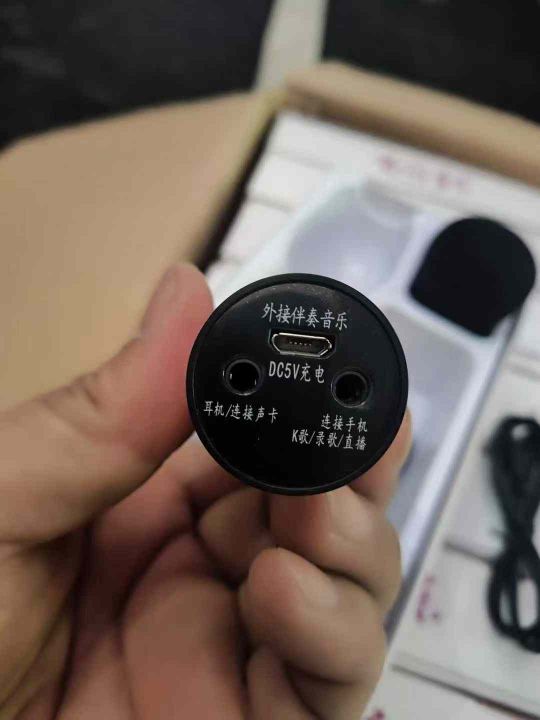 外接伴奏音乐
DC5V充电
耳机/连接声卡
连接手机
K歌/录歌/直播